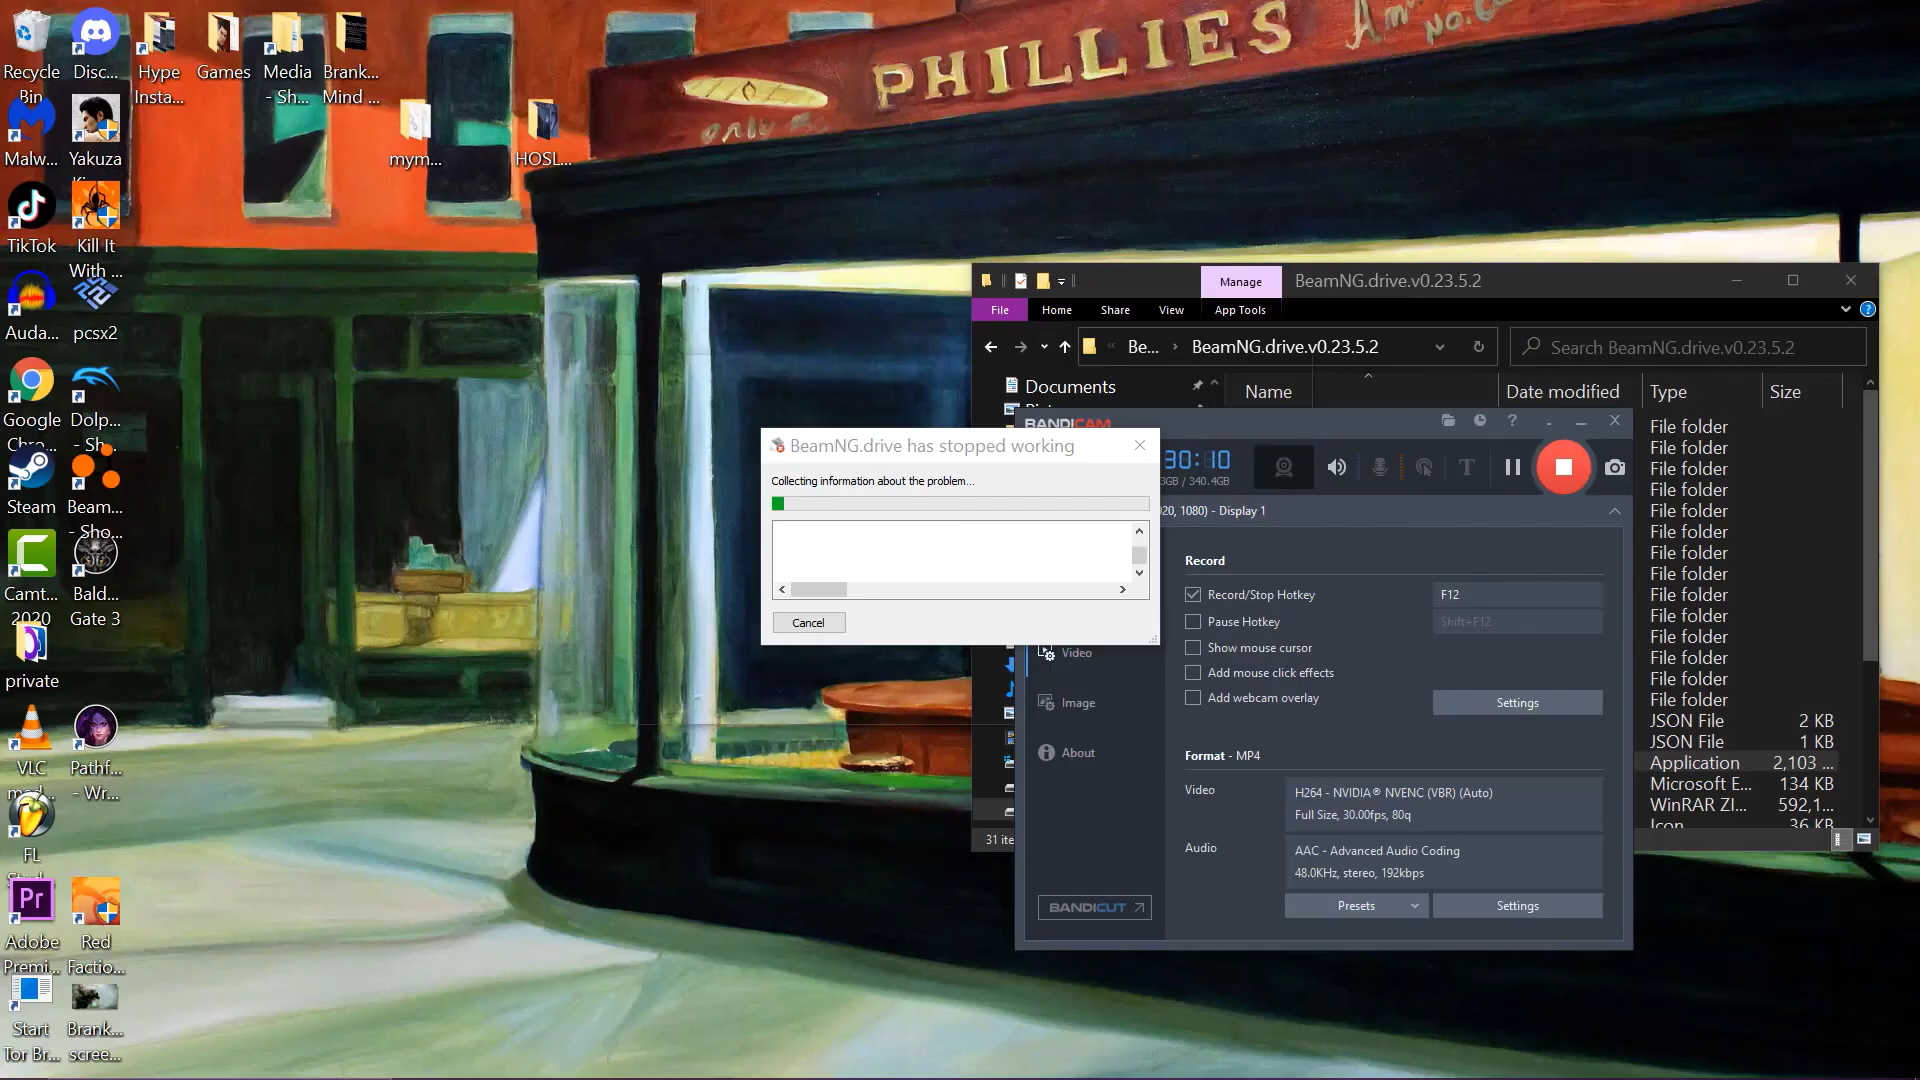 PHILLIES
only
No.
Recycle
Bin
Disc...
Hype
Insta...
Games
Media
- Sh...
Brank...
Mind ...
Malw...
Yakuza
mym...
HOSL...
TikTok
Kill It
With ...
Auda...
pcsx2
Google
Chro...
Dolp...
- Sh...
Steam
Beam...
- Sho...
Camt...
2020
Bald...
Gate 3
private
VLC
med...
Pathf...
- Wr...
FL
Adobe
Premi...
Red
Factio...
Start
Tor Br...
Brank...
scree...
Manage
BeamNG.drive.v0.23.5.2
File
Home
Share
View
App Tools
Be...
BeamNG.drive.v0.23.5.2
Search BeamNG.drive.v0.23.5.2
Documents
Name
Date modified
Type
Size
File folder
File folder
File folder
File folder
File folder
File folder
File folder
File folder
File folder
File folder
File folder
File folder
File folder
File folder
JSON File
2 KB
JSON File
1 KB
Application
2,103 ...
Microsoft E...
134 KB
WinRAR ZI...
592,1...
Icon
36 KB
31 ite
BANDICAM
30:10
GB / 340.4GB
20, 1080) - Display 1
Record
Record/Stop Hotkey
F12
Pause Hotkey
Shift+F12
Show mouse cursor
Add mouse click effects
Add webcam overlay
Settings
Video
Image
About
Format - MP4
Video
H264 - NVIDIA® NVENC (VBR) (Auto)
Full Size, 30.00fps, 80q
Audio
AAC - Advanced Audio Coding
48.0KHz, stereo, 192kbps
BANDICUT
Presets
Settings
BeamNG.drive has stopped working
Collecting information about the problem...
Cancel